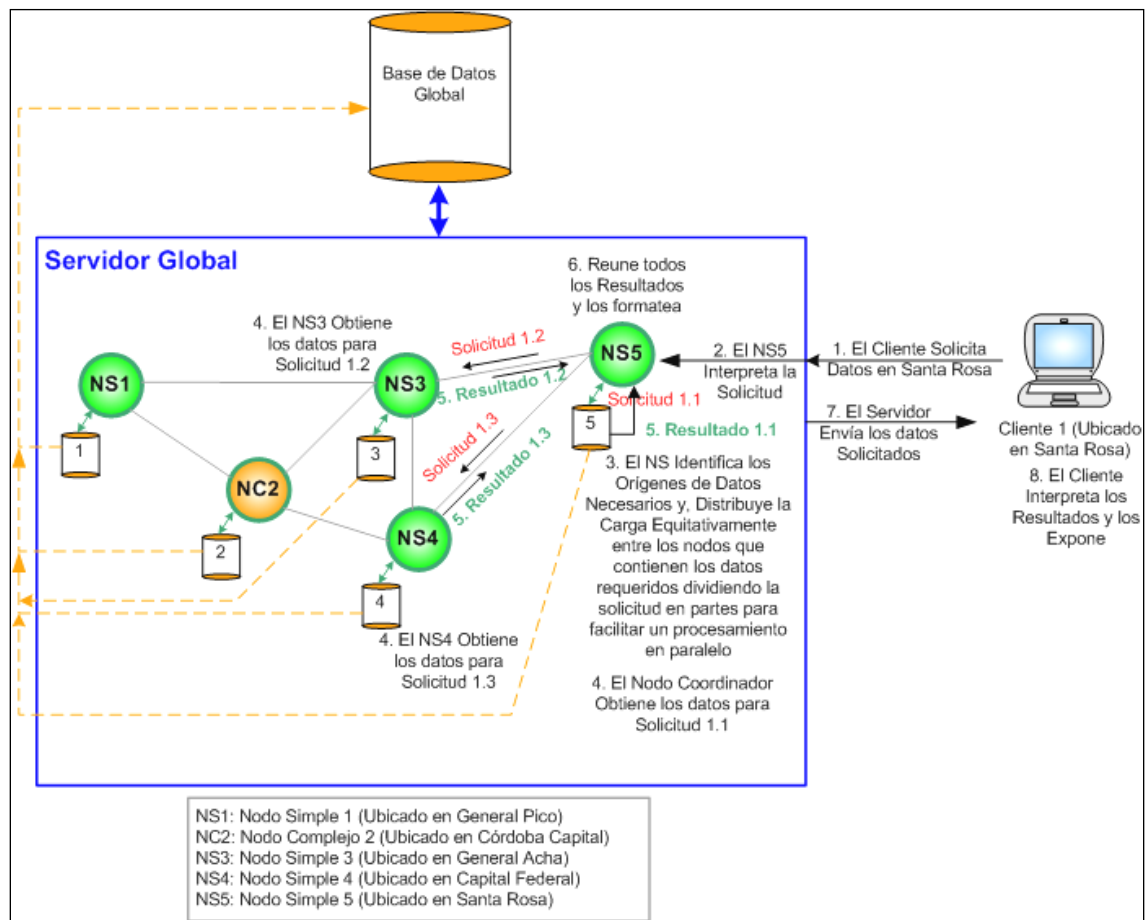 Base de Datos
Global
Servidor Global
6. Reune todos
los Resultados
y los formatea
4. El NS3 Obtiene
los datos para
Solicitud 1.2
Solicitud 1.2
NS5
2. El NS5
Interpreta la
Solicitud
1. El Cliente Solicita
Datos en Santa Rosa
NS1
NS3
5. Resultado 1.2
Solicitud 1.1
5
5. Resultado 1.1
7. El Servidor
Envía los datos
Solicitados
Cliente 1 (Ubicado
en Santa Rosa)
8. El Cliente
Interpreta los
Resultados y los
Expone
1
3
Solicitud 1.3
5. Resultado 1.3
3. El NS Identifica los
Orígenes de Datos
Necesarios y, Distribuye la
Carga Equitativamente
entre los nodos que
contienen los datos
requeridos dividiendo la
solicitud en partes para
facilitar un procesamiento
en paralelo
NC2
2
NS4
4
4. El NS4 Obtiene
los datos para
Solicitud 1.3
4. El Nodo Coordinador
Obtiene los datos para
Solicitud 1.1
NS1: Nodo Simple 1 (Ubicado en General Pico)
NC2: Nodo Complejo 2 (Ubicado en Córdoba Capital)
NS3: Nodo Simple 3 (Ubicado en General Acha)
NS4: Nodo Simple 4 (Ubicado en Capital Federal)
NS5: Nodo Simple 5 (Ubicado en Santa Rosa)